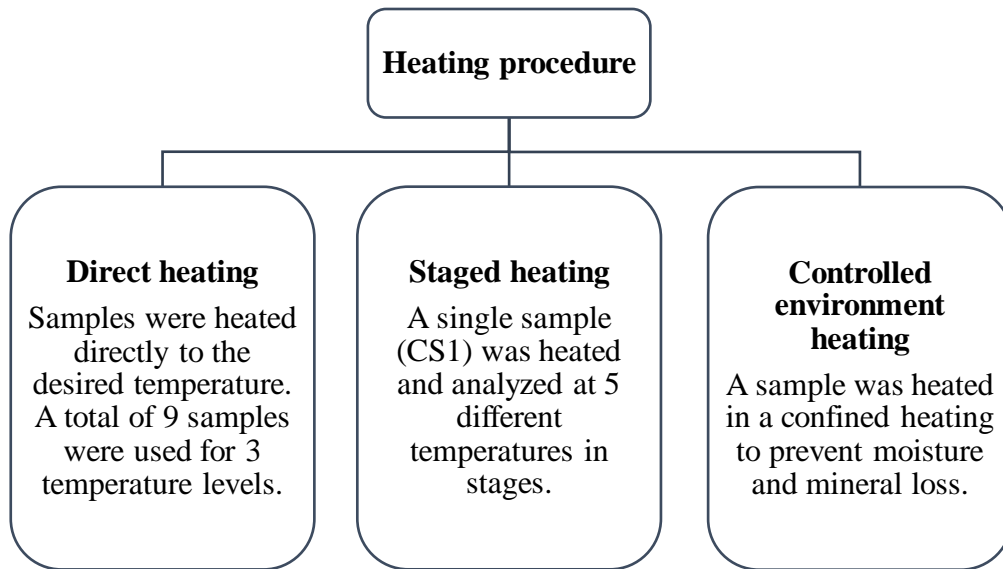 Heating procedure
Direct heating
Samples were heated
directly to the
desired temperature.
A total of 9 samples
were used for 3
temperature levels.
Staged heating
A single sample
(CS1) was heated
and analyzed at 5
different
temperatures in
stages.
Controlled
environment
heating
A sample was heated
in a confined heating
to prevent moisture
and mineral loss.